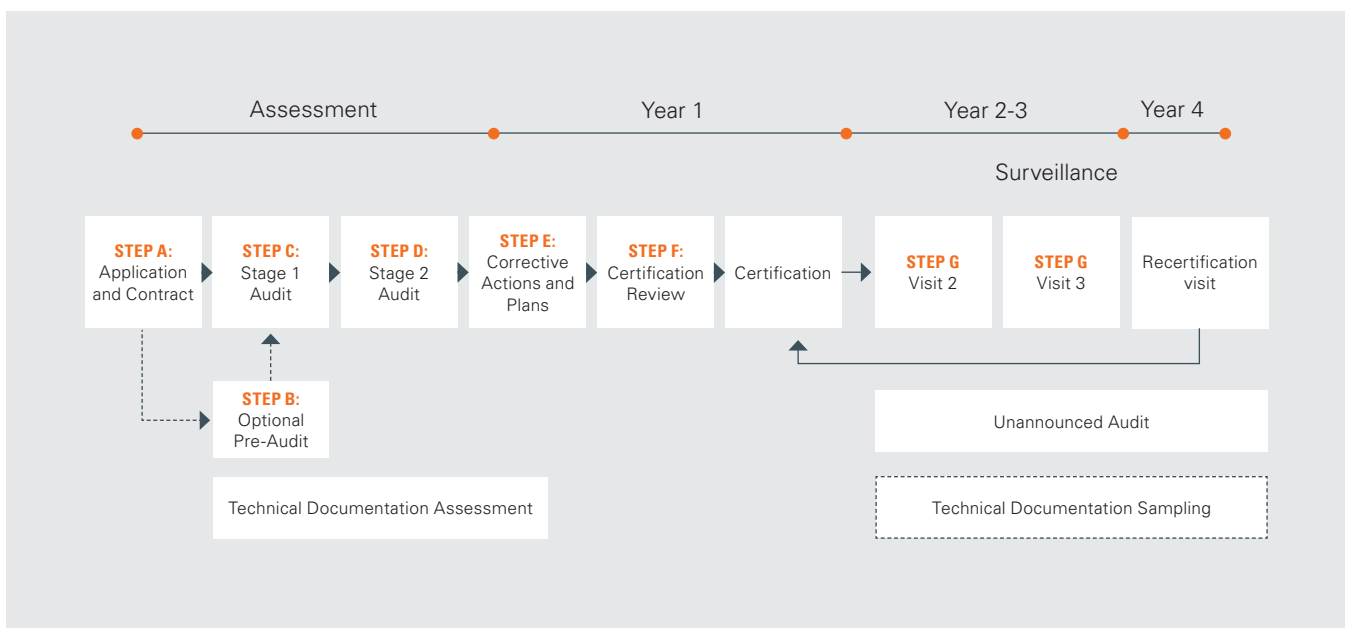 Assessment
Year 1
Year 2-3
Year 4
Surveillance
STEP A:
Application
and Contract
STEP C:
Stage 1
Audit
STEP D:
Stage 2
Audit
STEP E:
Corrective
Actions and
Plans
STEP F:
Certification
Review
Certification
STEP G
Visit 2
STEP G
Visit 3
Recertification
visit
STEP B:
Optional
Pre-Audit
Unannounced Audit
Technical Documentation Assessment
Technical Documentation Sampling